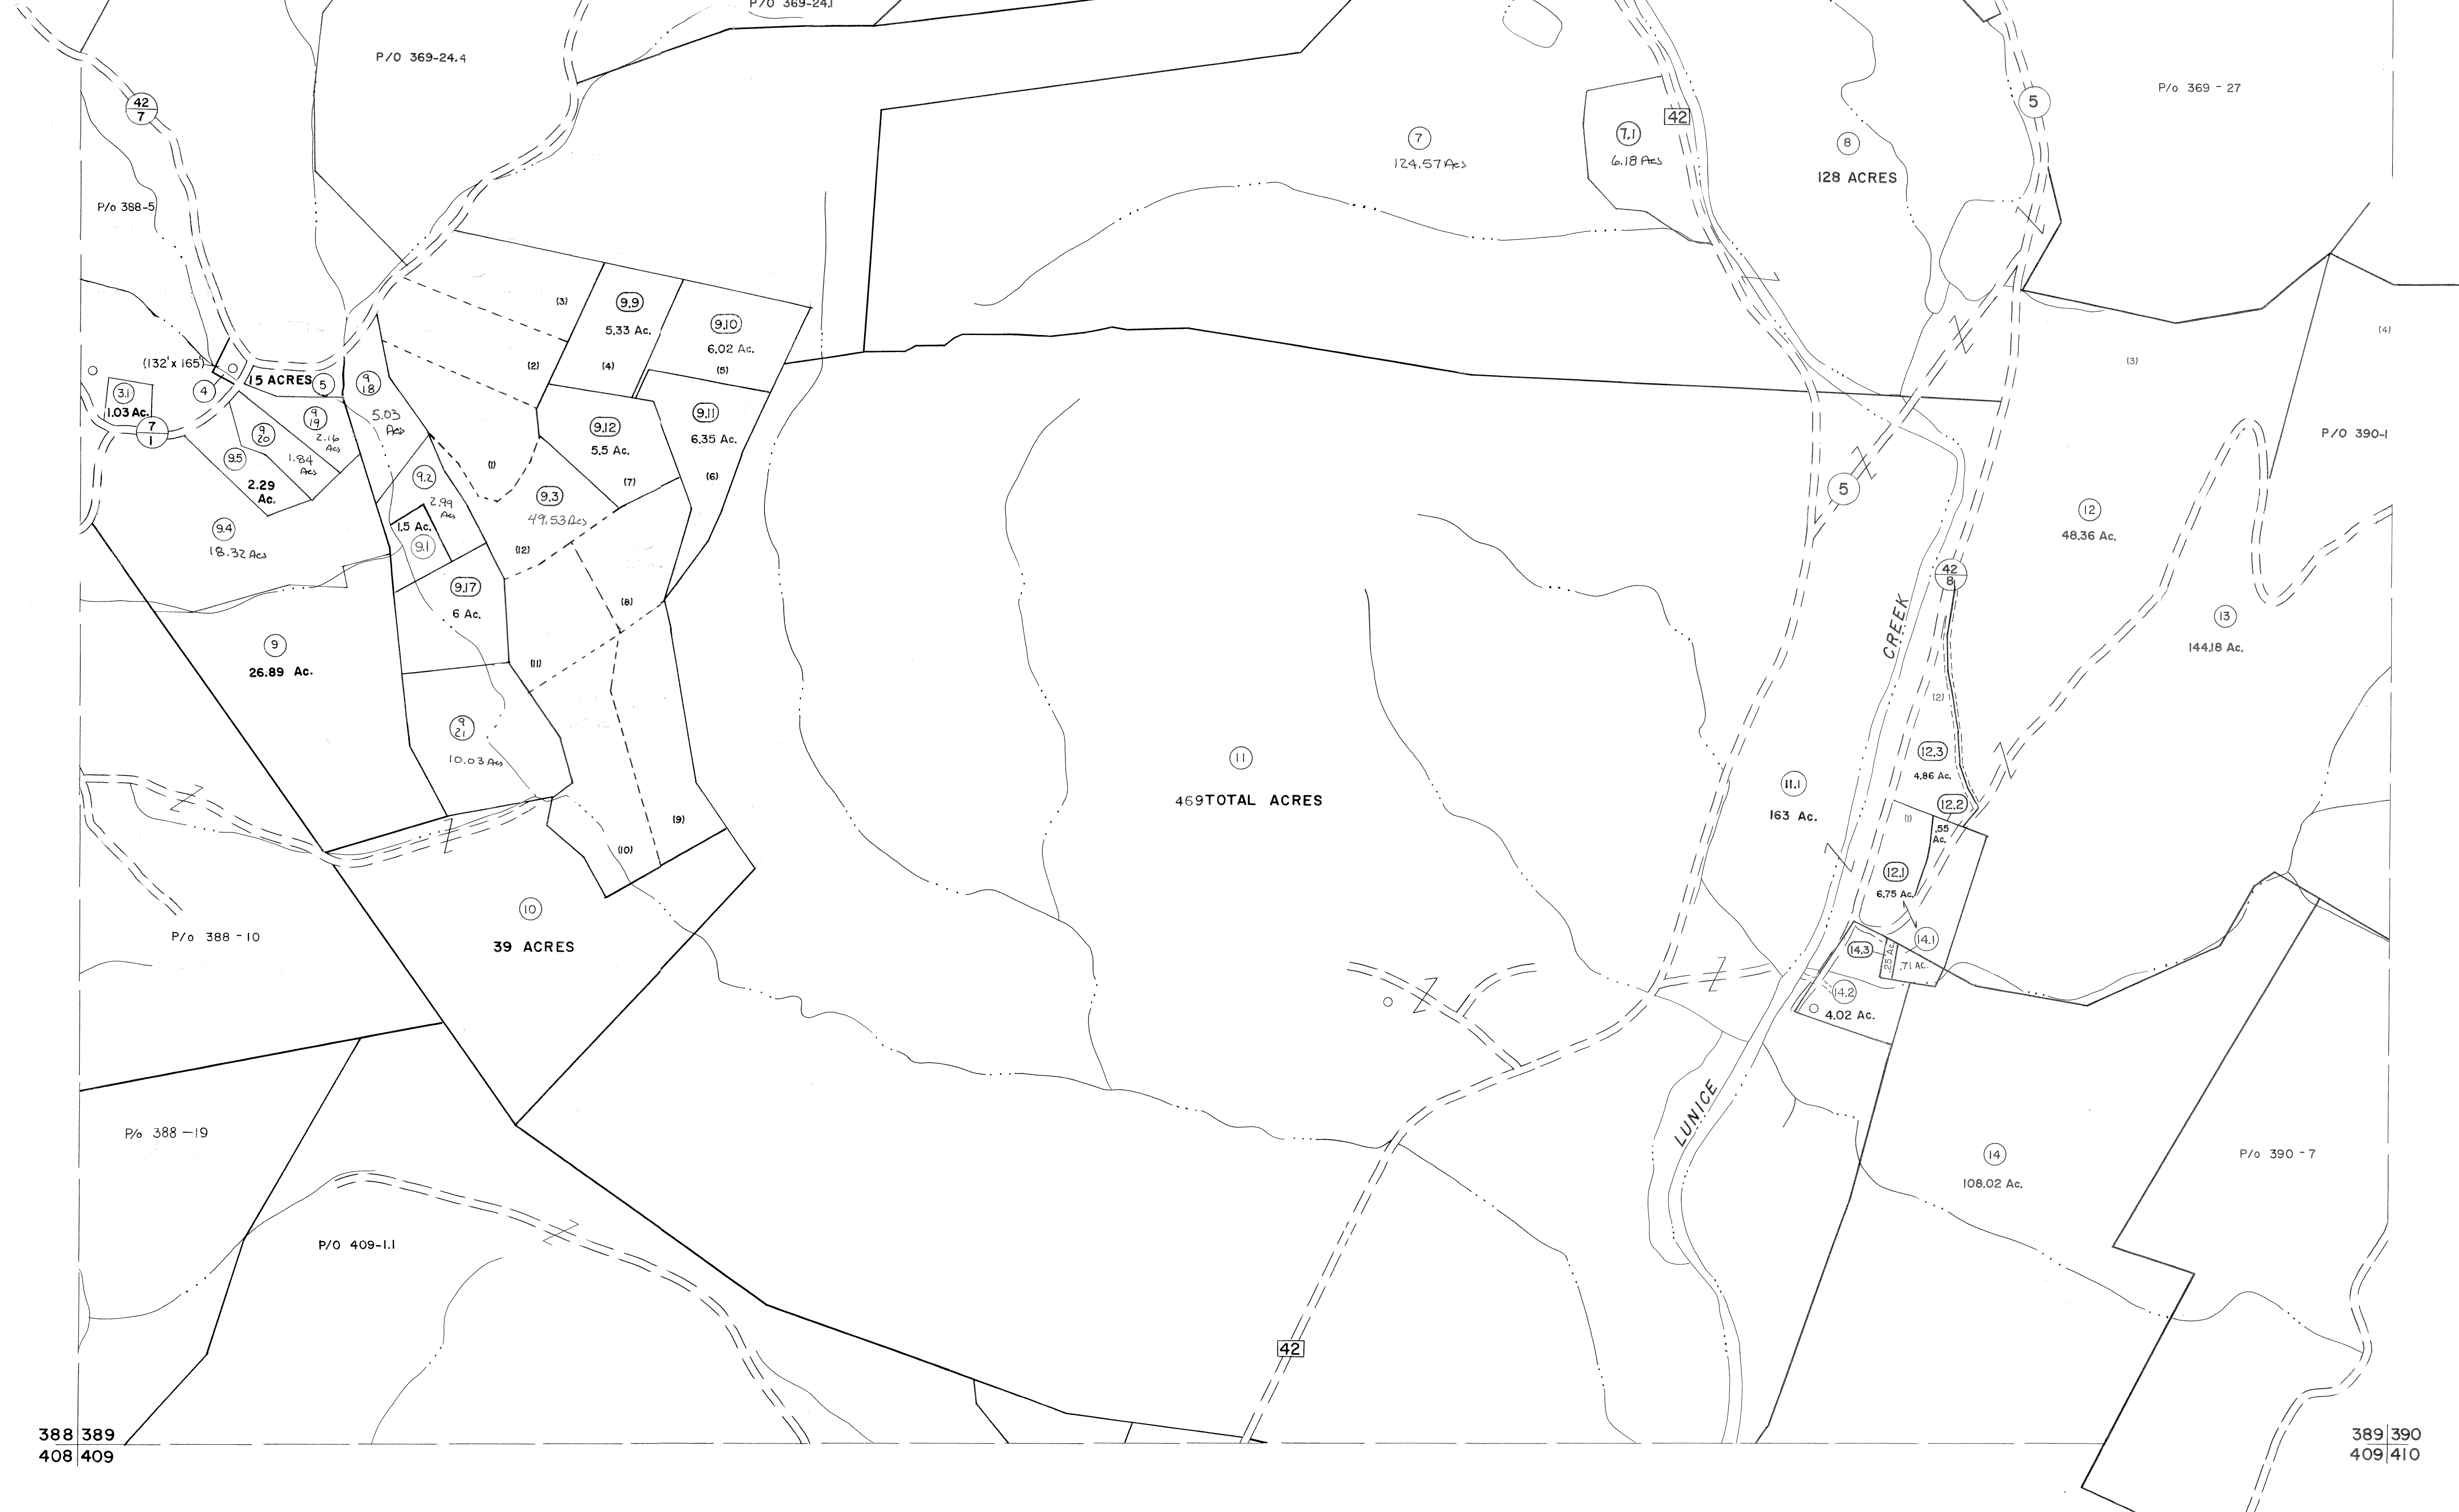 P/O 369-24.1
P/O 369-24.4
42
7
P/o 388-5
7
124.57 Acs
7.1
6.18 Acs
42
8
128 ACRES
5
P/o 369 - 27
(132' x 165')
4
15 ACRES
5
3.1
1.03 Ac.
7
1
9
18
5.03
Acs
9
19
2.16
Acs
9
20
1.84
Acs
9.5
2.29
Ac.
9.4
18.32 Acs
(3)
9.9
5.33 Ac.
(4)
9.10
6.02 Ac.
(5)
(2)
9.12
5.5 Ac.
(7)
9.11
6.35 Ac.
(6)
(1)
9.2
2.99
Acs
1.5 Ac.
9.1
9.3
49.53 Acs
(12)
9.17
6 Ac.
(8)
(11)
9
26.89 Ac.
9
21
10.03 Acs
(9)
(10)
10
39 ACRES
11
469 TOTAL ACRES
(3)
(4)
P/O 390-1
5
12
48.36 Ac.
42
8
CREEK
13
144.18 Ac.
(2)
11.1
163 Ac.
12.3
4.86 Ac.
12.2
.55
Ac.
(1)
12.1
6.75 Ac.
14.3
.25 Ac.
14.1
.71 AC.
14.2
4.02 Ac.
LUNICE
14
108.02 Ac.
P/o 390 - 7
P/o 388 - 10
P/o 388 - 19
P/O 409-1.1
42
388 389
408 409
389 390
409 410